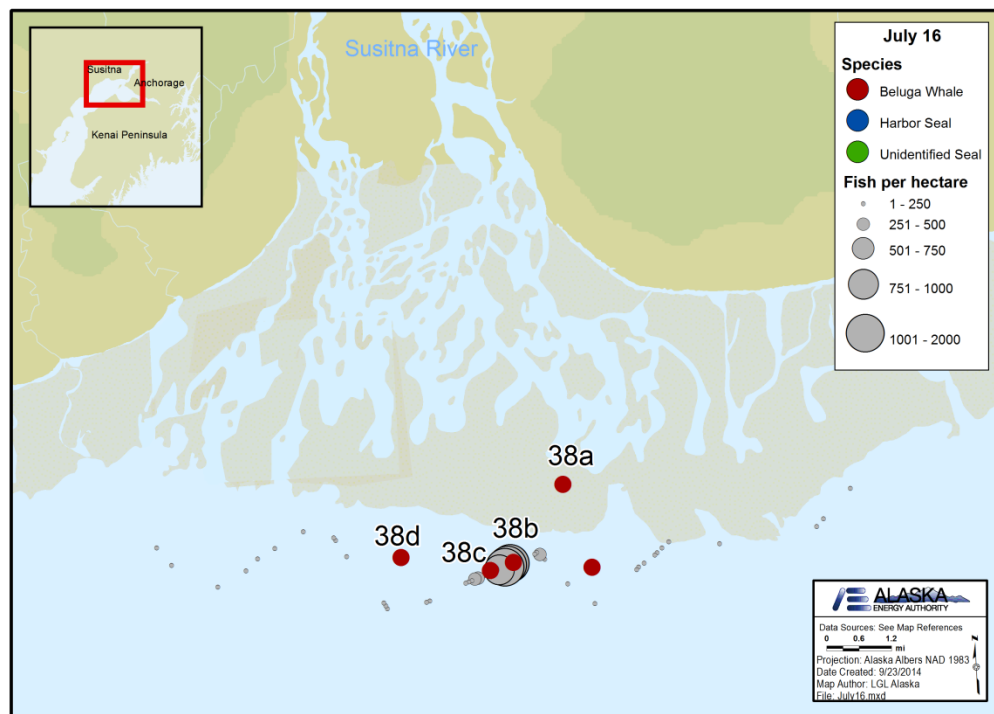 Susitna River
Susitna
Anchorage
Kenai Peninsula
July 16
Species
Beluga Whale
Harbor Seal
Unidentified Seal
Fish per hectare
1 - 250
251 - 500
501 - 750
751 - 1000
1001 - 2000
38a
38b
38c
38d
ALASKA
ENERGY AUTHORITY
Data Sources: See Map References
0 0.6 1.2
mi
N
Projection: Alaska Albers NAD 1983
Date Created: 9/23/2014
Map Author: LGL Alaska
File: July16.mxd